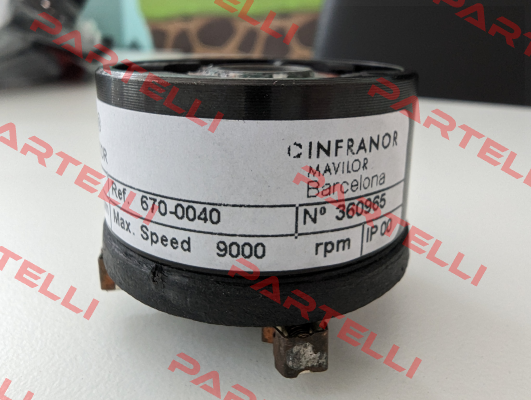 INFRANOR
MAVILOR
Barcelona
Ref 670-0040
Nº 360965
Max. Speed 9000 rpm
IP 00
PARTELLI
PARTELLI
PARTELLI
PARTELLI
PARTELLI
PARTELLI